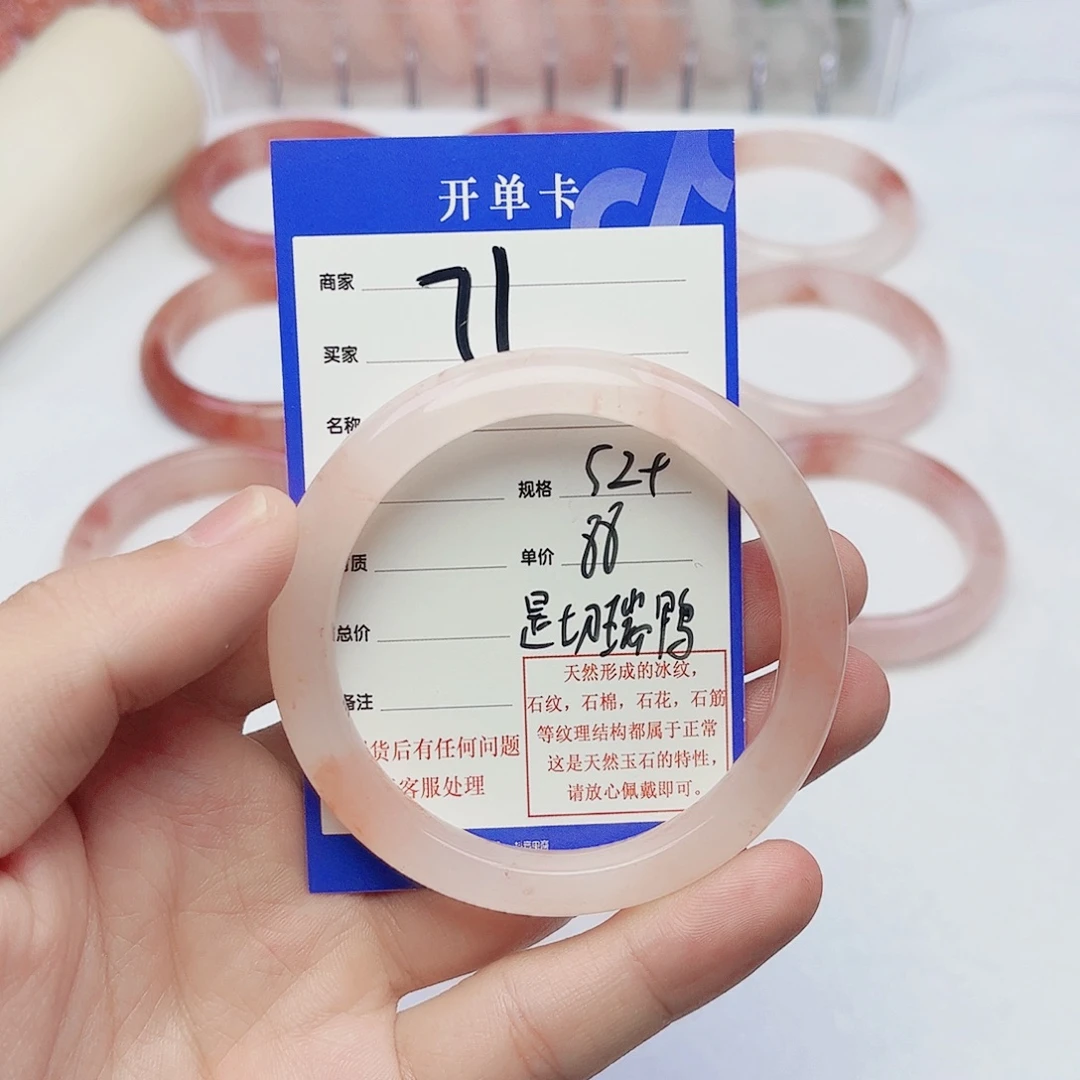 开单卡
商家 71
买家
名称
规格 52+
质 单价 88
总价 是切瑞鸭
备注
天然形成的冰纹,
石纹,石棉,石花,石筋
等纹理结构都属于正常
这是天然玉石的特性,
请放心佩戴即可。
货后有任何问题
客服处理